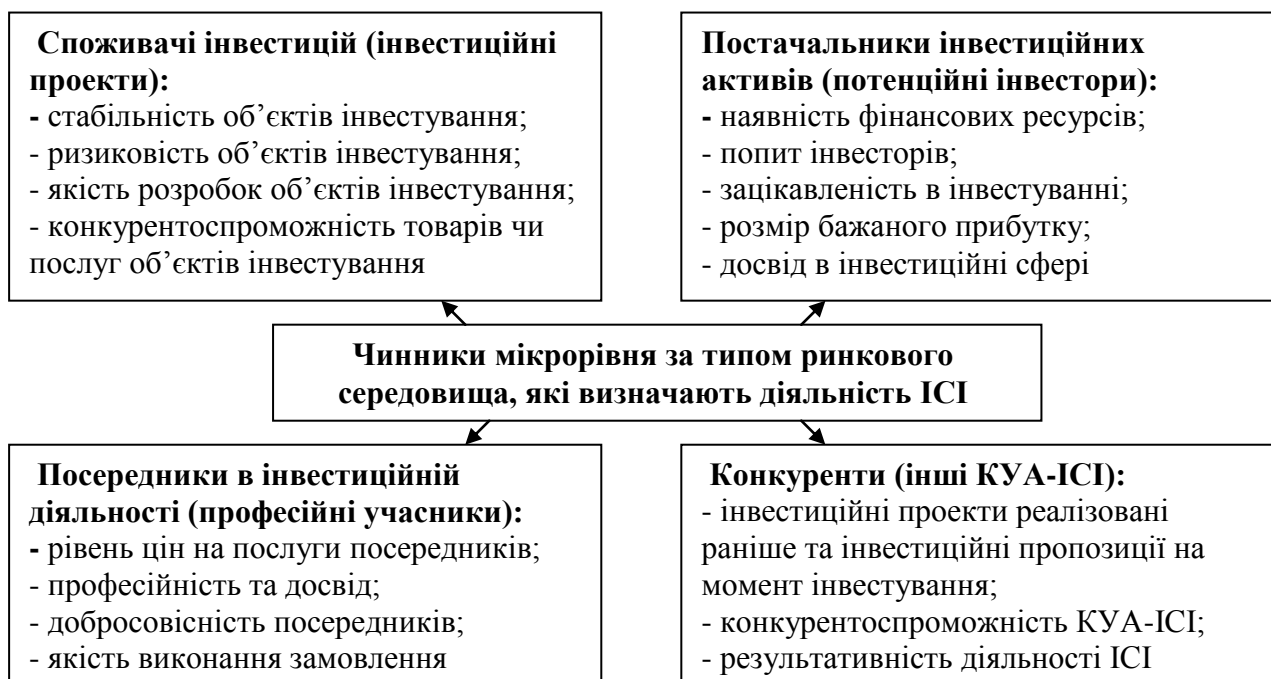 Споживачі інвестицій (інвестиційні
проекти):
- стабільність об’єктів інвестування;
- ризиковість об’єктів інвестування;
- якість розробок об’єктів інвестування;
- конкурентоспроможність товарів чи
послуг об’єктів інвестування
Постачальники інвестиційних
активів (потенційні інвестори):
- наявність фінансових ресурсів;
- попит інвесторів;
- зацікавленість в інвестуванні;
- розмір бажаного прибутку;
- досвід в інвестиційні сфері
Чинники мікрорівня за типом ринкового
середовища, які визначають діяльність ІСІ
Посередники в інвестиційній
діяльності (професійні учасники):
- рівень цін на послуги посередників;
- професійність та досвід;
- добросовісність посередників;
- якість виконання замовлення
Конкуренти (інші КУА-ІСІ):
- інвестиційні проекти реалізовані
раніше та інвестиційні пропозиції на
момент інвестування;
- конкурентоспроможність КУА-ІСІ;
- результативність діяльності ІСІ